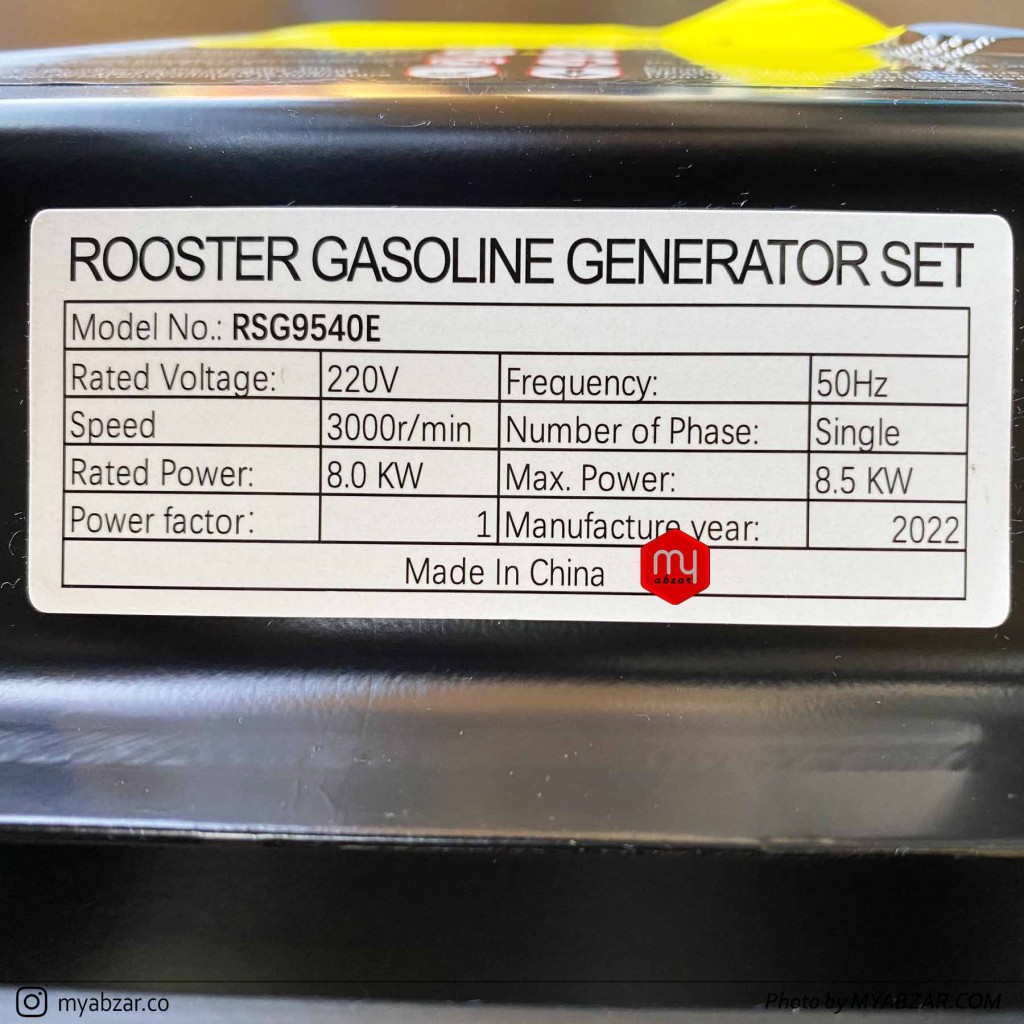 ROOSTER GASOLINE GENERATOR SET
Model No.: RSG9540E
Rated Voltage: 220V Frequency: 50Hz
Speed 3000r/min Number of Phase: Single
Rated Power: 8.0 KW Max. Power: 8.5 KW
Power factor: 1 Manufacture year: 2022
Made In China
my
abzar
myabzar.co
Photo by MYABZAR.COM